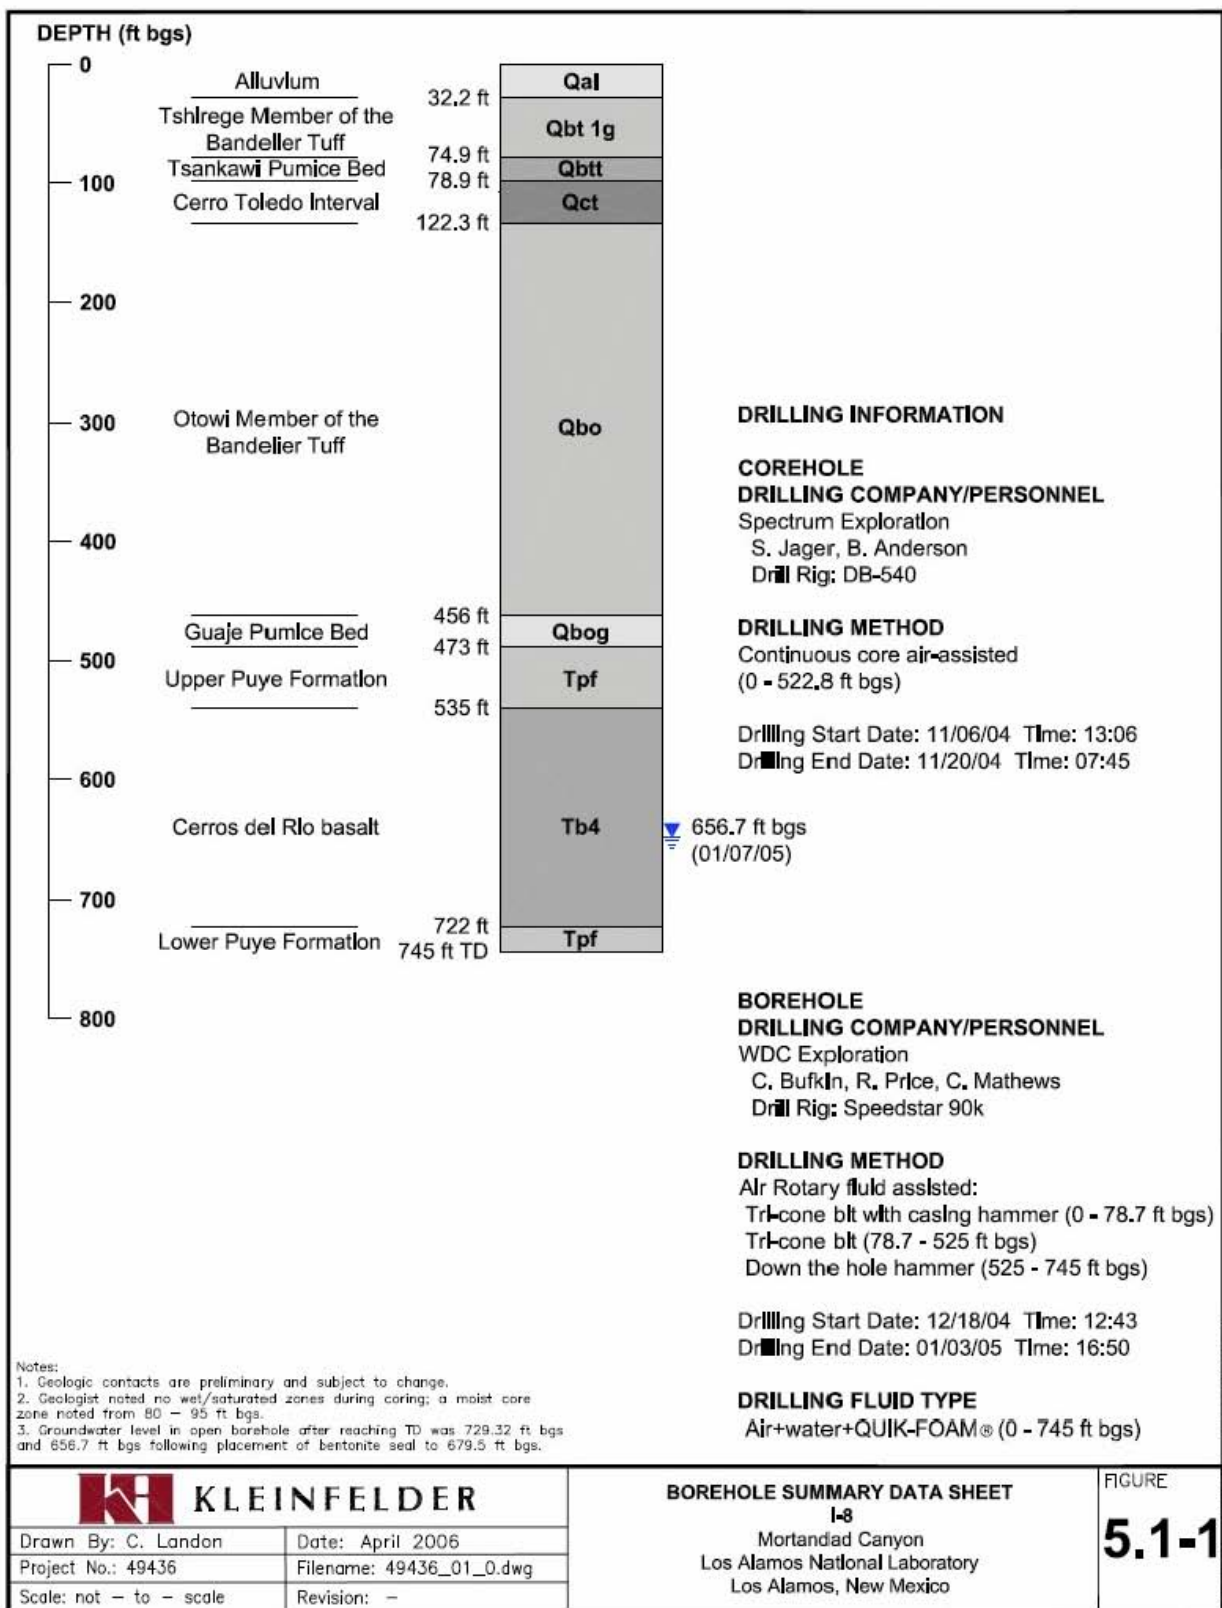 DEPTH (ft bgs)
0
Alluvium
Qal
32.2 ft
Tshirege Member of the
Bandelier Tuff
Qbt 1g
74.9 ft
Tsankawi Pumice Bed
Qbtt
78.9 ft
100
Cerro Toledo Interval
Qct
122.3 ft
200
300
Otowi Member of the
Bandelier Tuff
Qbo
400
456 ft
Guaje Pumice Bed
Qbog
473 ft
500
Upper Puye Formation
Tpf
535 ft
600
Cerros del Rio basalt
Tb4
656.7 ft bgs
(01/07/05)
700
722 ft
Lower Puye Formation
Tpf
745 ft TD
800
DRILLING INFORMATION
COREHOLE
DRILLING COMPANY/PERSONNEL
Spectrum Exploration
S. Jager, B. Anderson
Drill Rig: DB-540
DRILLING METHOD
Continuous core air-assisted
(0 - 522.8 ft bgs)
Drilling Start Date: 11/06/04 Time: 13:06
Drilling End Date: 11/20/04 Time: 07:45
BOREHOLE
DRILLING COMPANY/PERSONNEL
WDC Exploration
C. Bufkin, R. Price, C. Mathews
Drill Rig: Speedstar 90k
DRILLING METHOD
Air Rotary fluid assisted:
Tri-cone bit with casing hammer (0 - 78.7 ft bgs)
Tri-cone bit (78.7 - 525 ft bgs)
Down the hole hammer (525 - 745 ft bgs)
Drilling Start Date: 12/18/04 Time: 12:43
Drilling End Date: 01/03/05 Time: 16:50
DRILLING FLUID TYPE
Air+water+QUIK-FOAM® (0 - 745 ft bgs)
Notes:
1. Geologic contacts are preliminary and subject to change.
2. Geologist noted no wet/saturated zones during coring; a moist core
zone noted from 80 – 95 ft bgs.
3. Groundwater level in open borehole after reaching TD was 729.32 ft bgs
and 656.7 ft bgs following placement of bentonite seal to 679.5 ft bgs.
KLEINFELDER
Drawn By: C. Landon
Date: April 2006
Project No.: 49436
Filename: 49436_01_0.dwg
Scale: not – to – scale
Revision: –
BOREHOLE SUMMARY DATA SHEET
I-8
Mortandad Canyon
Los Alamos National Laboratory
Los Alamos, New Mexico
FIGURE
5.1-1